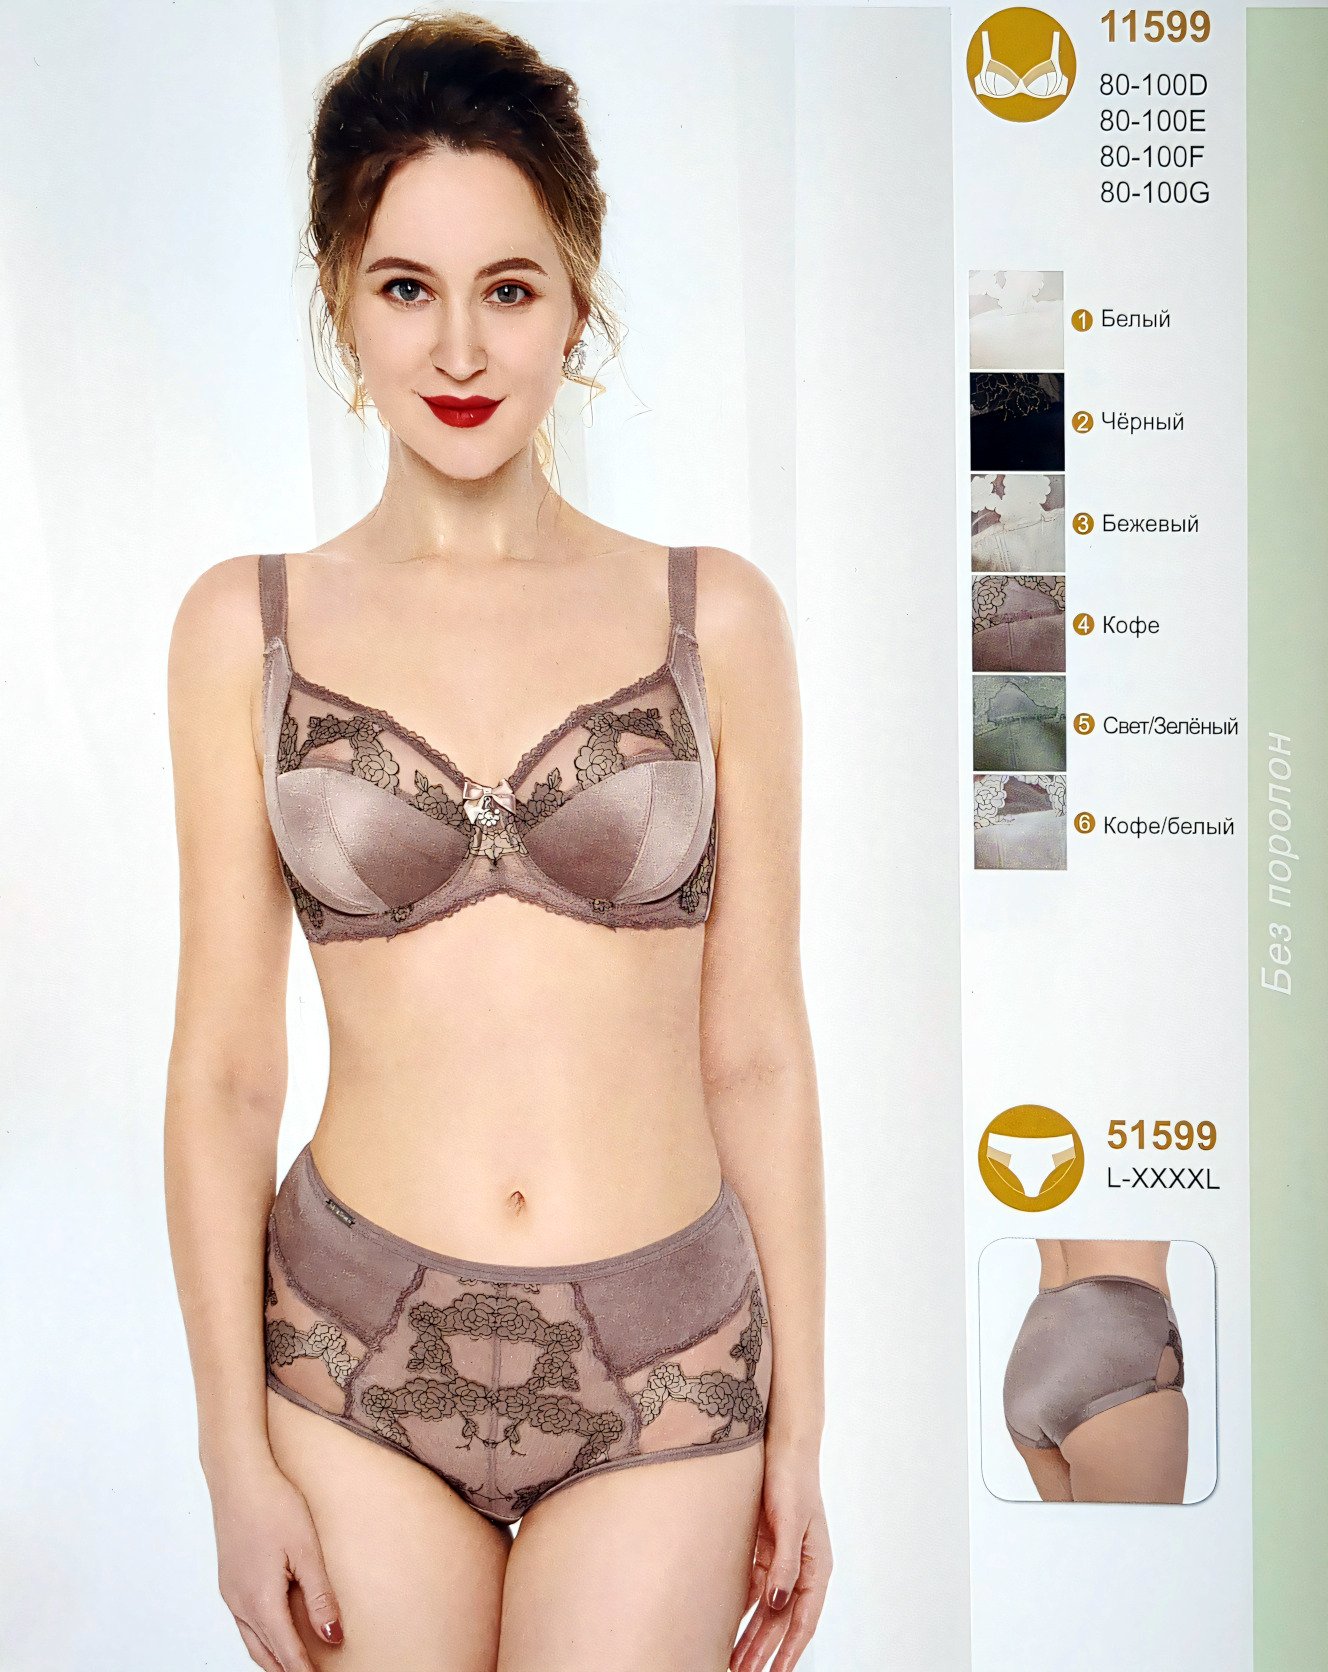 11599
80-100D
80-100E
80-100F
80-100G
1 Белый
2 Чёрный
3 Бежевый
4 Кофе
5 Свет/Зелёный
6 Кофе/белый
Без поролон
51599
L-XXXXL